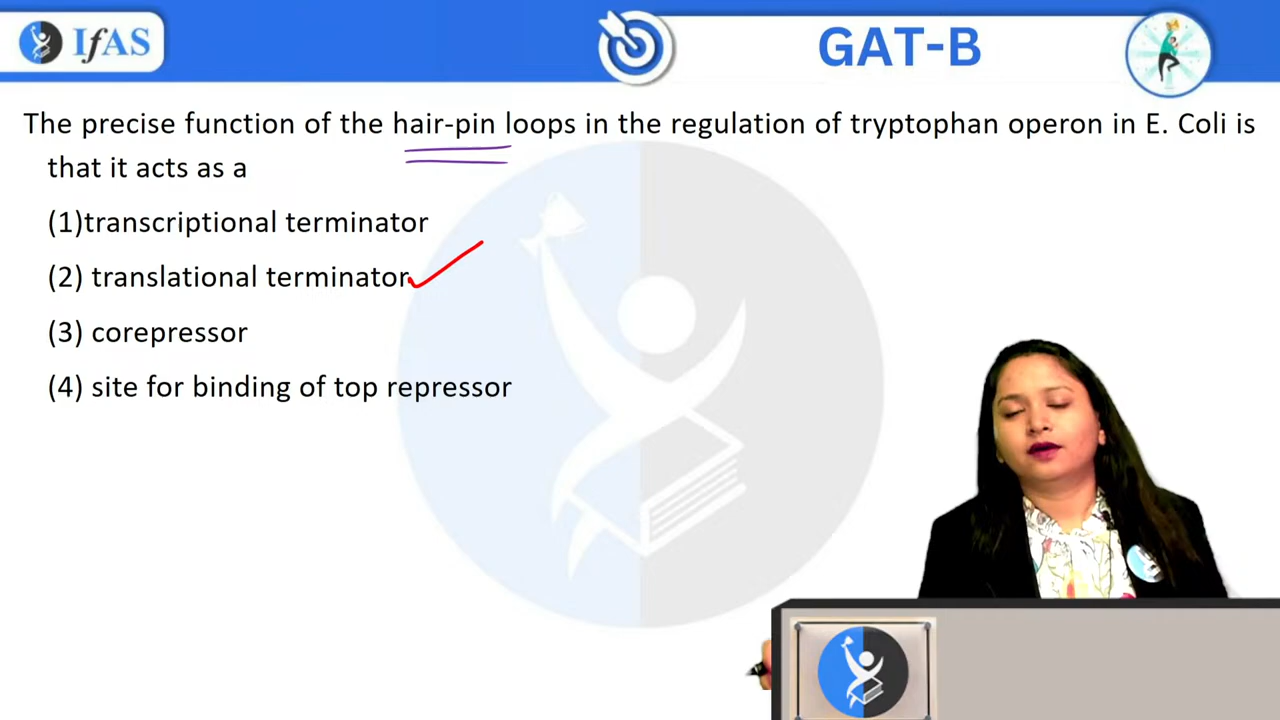 IfAS
GAT-B
The precise function of the hair-pin loops in the regulation of tryptophan operon in E. Coli is
that it acts as a
(1)transcriptional terminator
(2) translational terminator
(3) corepressor
(4) site for binding of top repressor